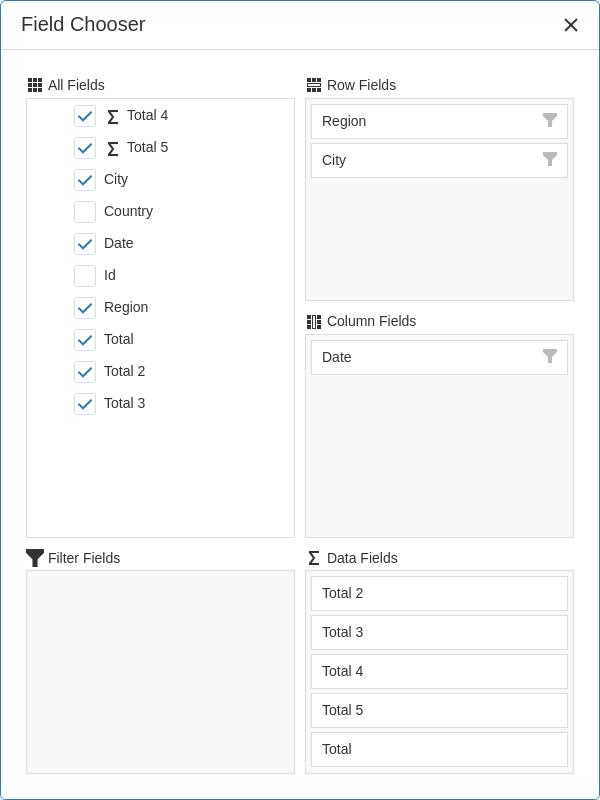 Field Chooser
All Fields
Σ Total 4
Σ Total 5
City
Country
Date
Id
Region
Total
Total 2
Total 3
Row Fields
Region
City
Column Fields
Date
Filter Fields
Σ Data Fields
Total 2
Total 3
Total 4
Total 5
Total